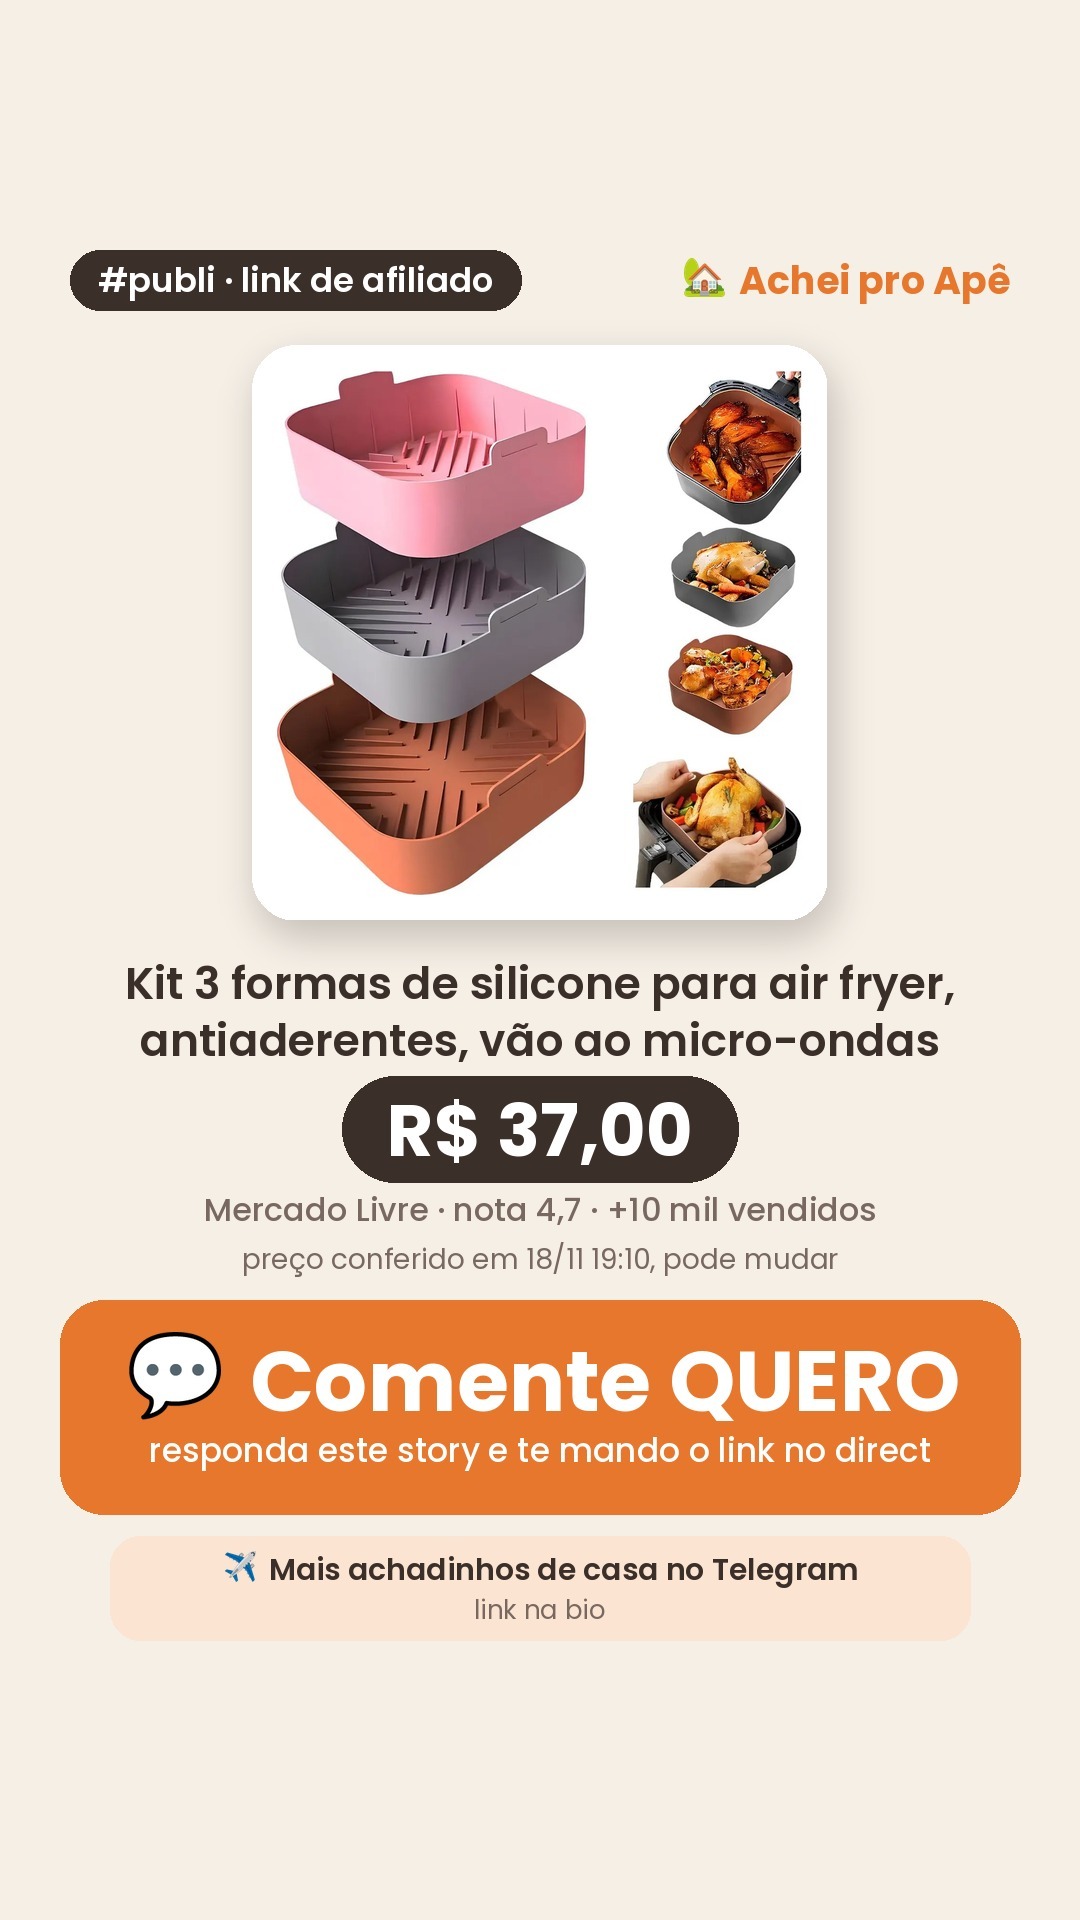 #publi · link de afiliado
🏡 Achei pro Apê
Kit 3 formas de silicone para air fryer,
antiaderentes, vão ao micro-ondas
R$ 37,00
Mercado Livre · nota 4,7 · +10 mil vendidos
preço conferido em 18/11 19:10, pode mudar
💬 Comente QUERO
responda este story e te mando o link no direct
✈️ Mais achadinhos de casa no Telegram
link na bio